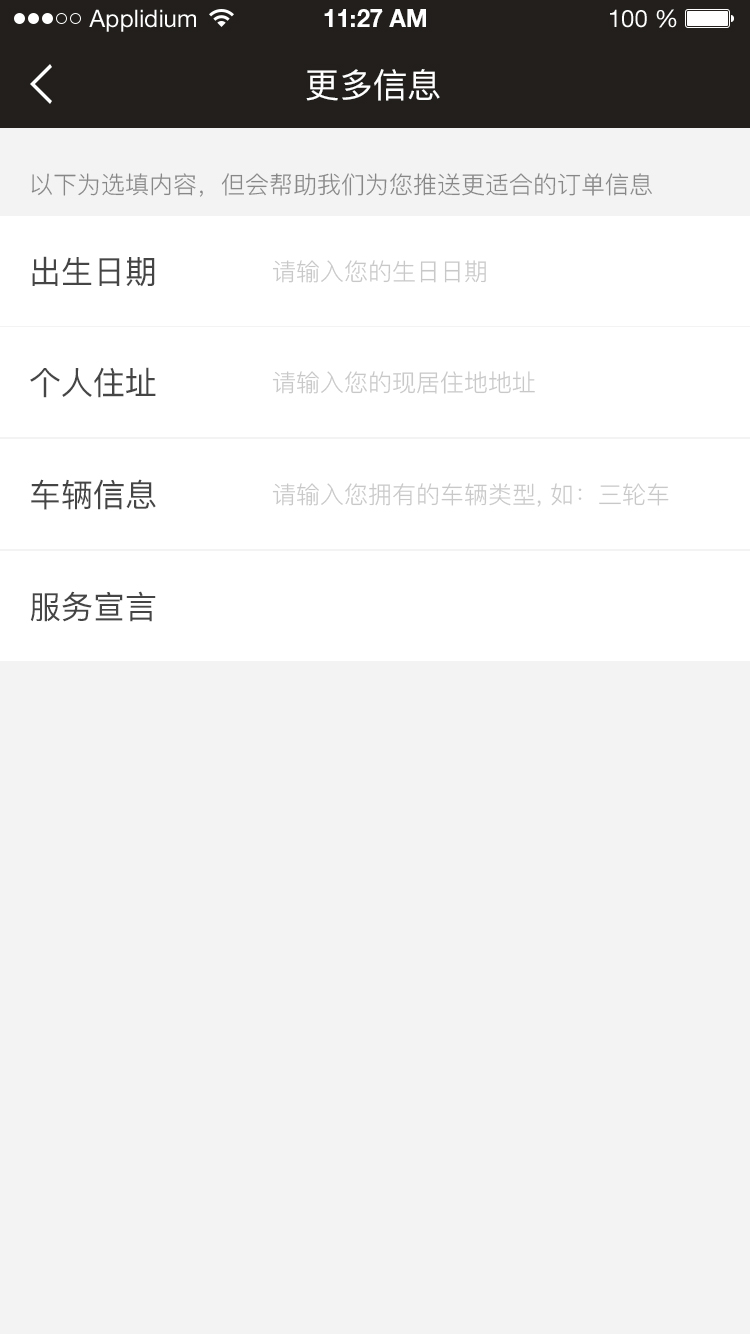 Applidium 11:27 AM 100 %
更多信息
以下为选填内容，但会帮助我们为您推送更适合的订单信息
出生日期 请输入您的生日日期
个人住址 请输入您的现居住地地址
车辆信息 请输入您拥有的车辆类型, 如：三轮车
服务宣言